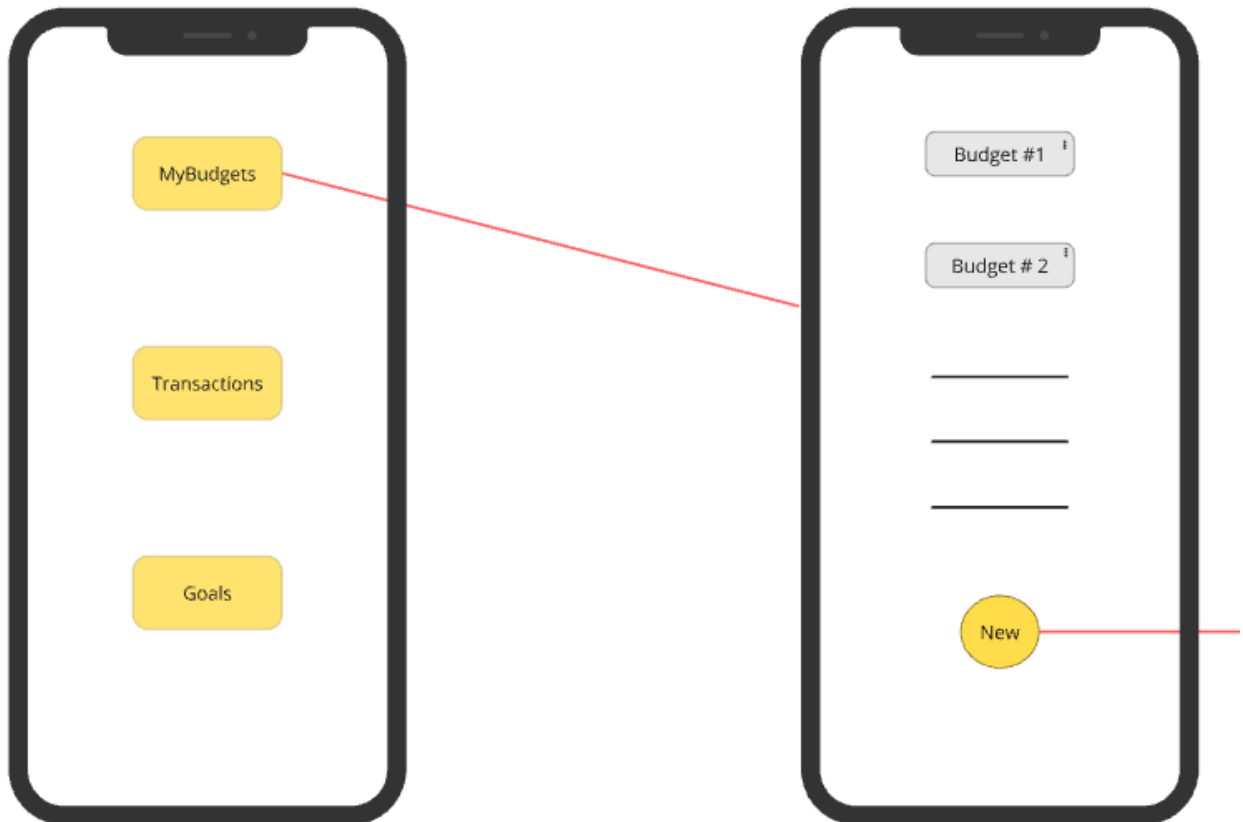 MyBudgets
Transactions
Goals
Budget #1
Budget # 2
New